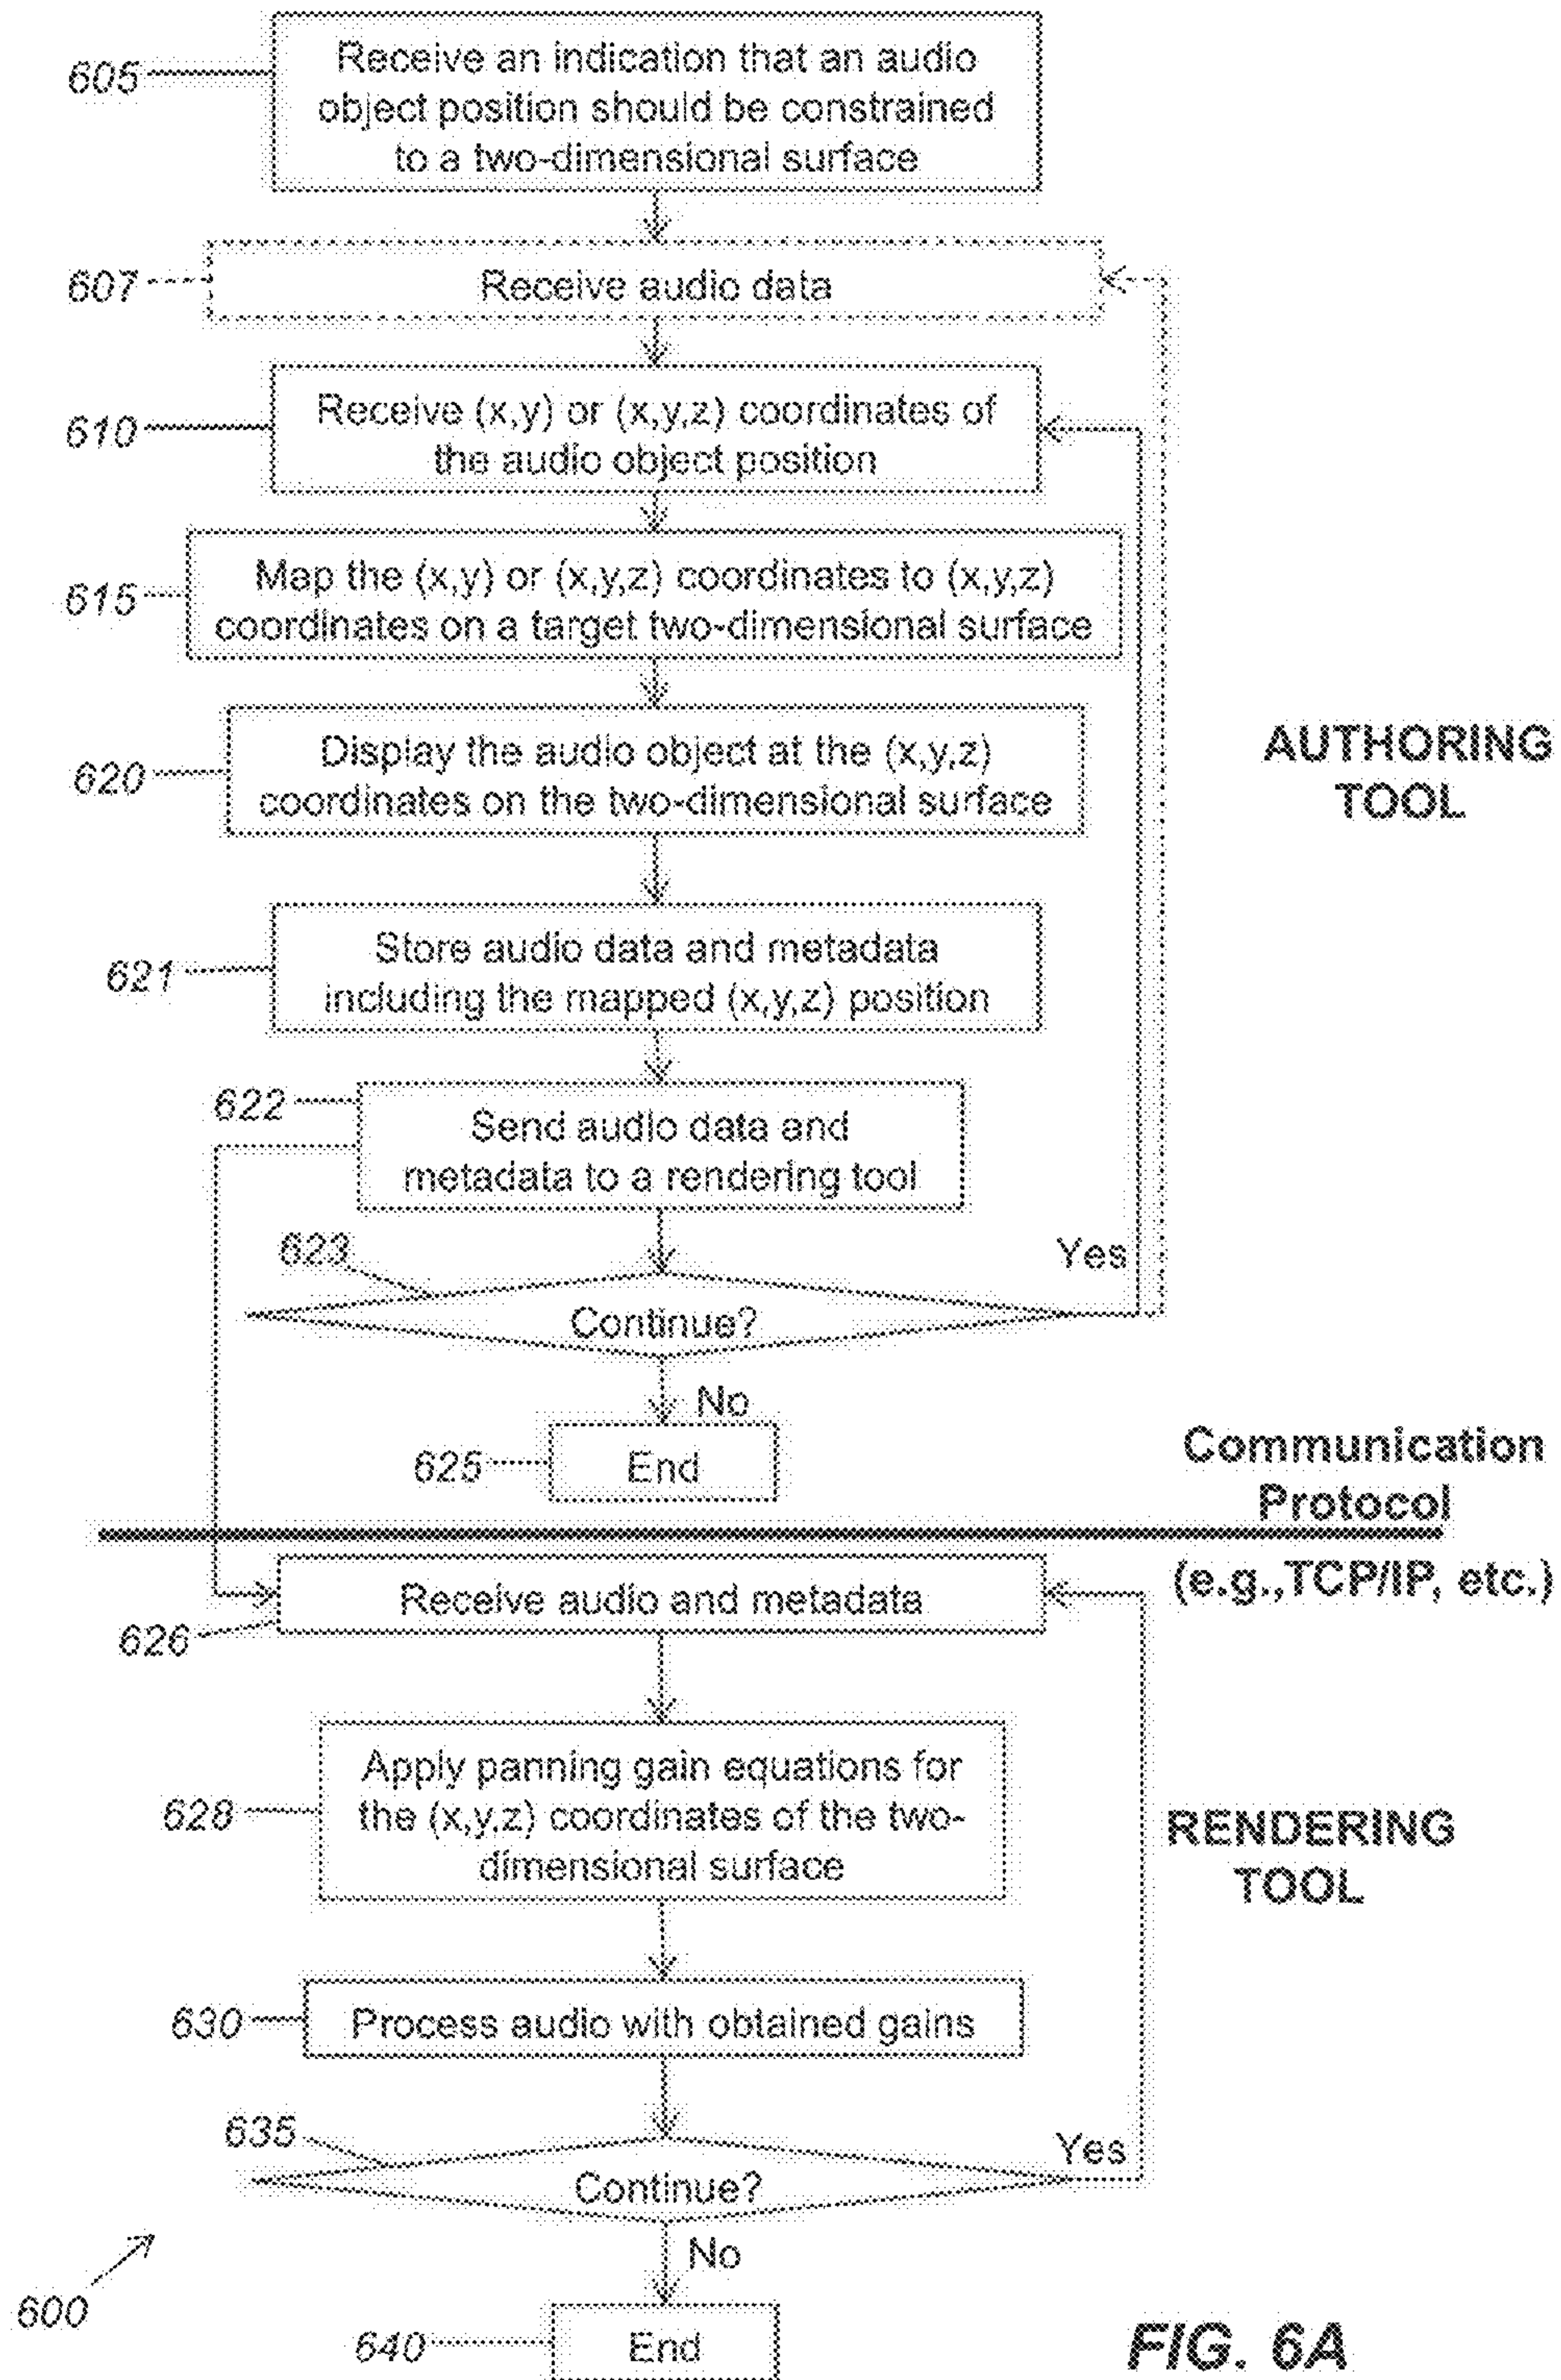 605
Receive an indication that an audio
object position should be constrained
to a two-dimensional surface
607
Receive audio data
610
Receive (x,y) or (x,y,z) coordinates of
the audio object position
615
Map the (x,y) or (x,y,z) coordinates to (x,y,z)
coordinates on a target two-dimensional surface
620
Display the audio object at the (x,y,z)
coordinates on the two-dimensional surface
AUTHORING
TOOL
621
Store audio data and metadata
including the mapped (x,y,z) position
622
Send audio data and
metadata to a rendering tool
623
Continue?
Yes
No
625
End
Communication
Protocol
(e.g.,TCP/IP, etc.)
Receive audio and metadata
626
628
Apply panning gain equations for
the (x,y,z) coordinates of the two-
dimensional surface
RENDERING
TOOL
630
Process audio with obtained gains
635
Continue?
Yes
No
600
640
End
FIG. 6A